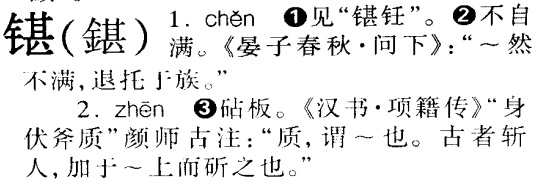 锓(鍖) 1. chěn ❶见“锓钰”。❷不自
满。《晏子春秋·问下》：“～然
不满，退托于族。”
2. zhēn ❸砧板。《汉书·项籍传》“身
伏斧质”颜师古注：“质，谓～也。古者斩
人，加于～上而斫之也。”